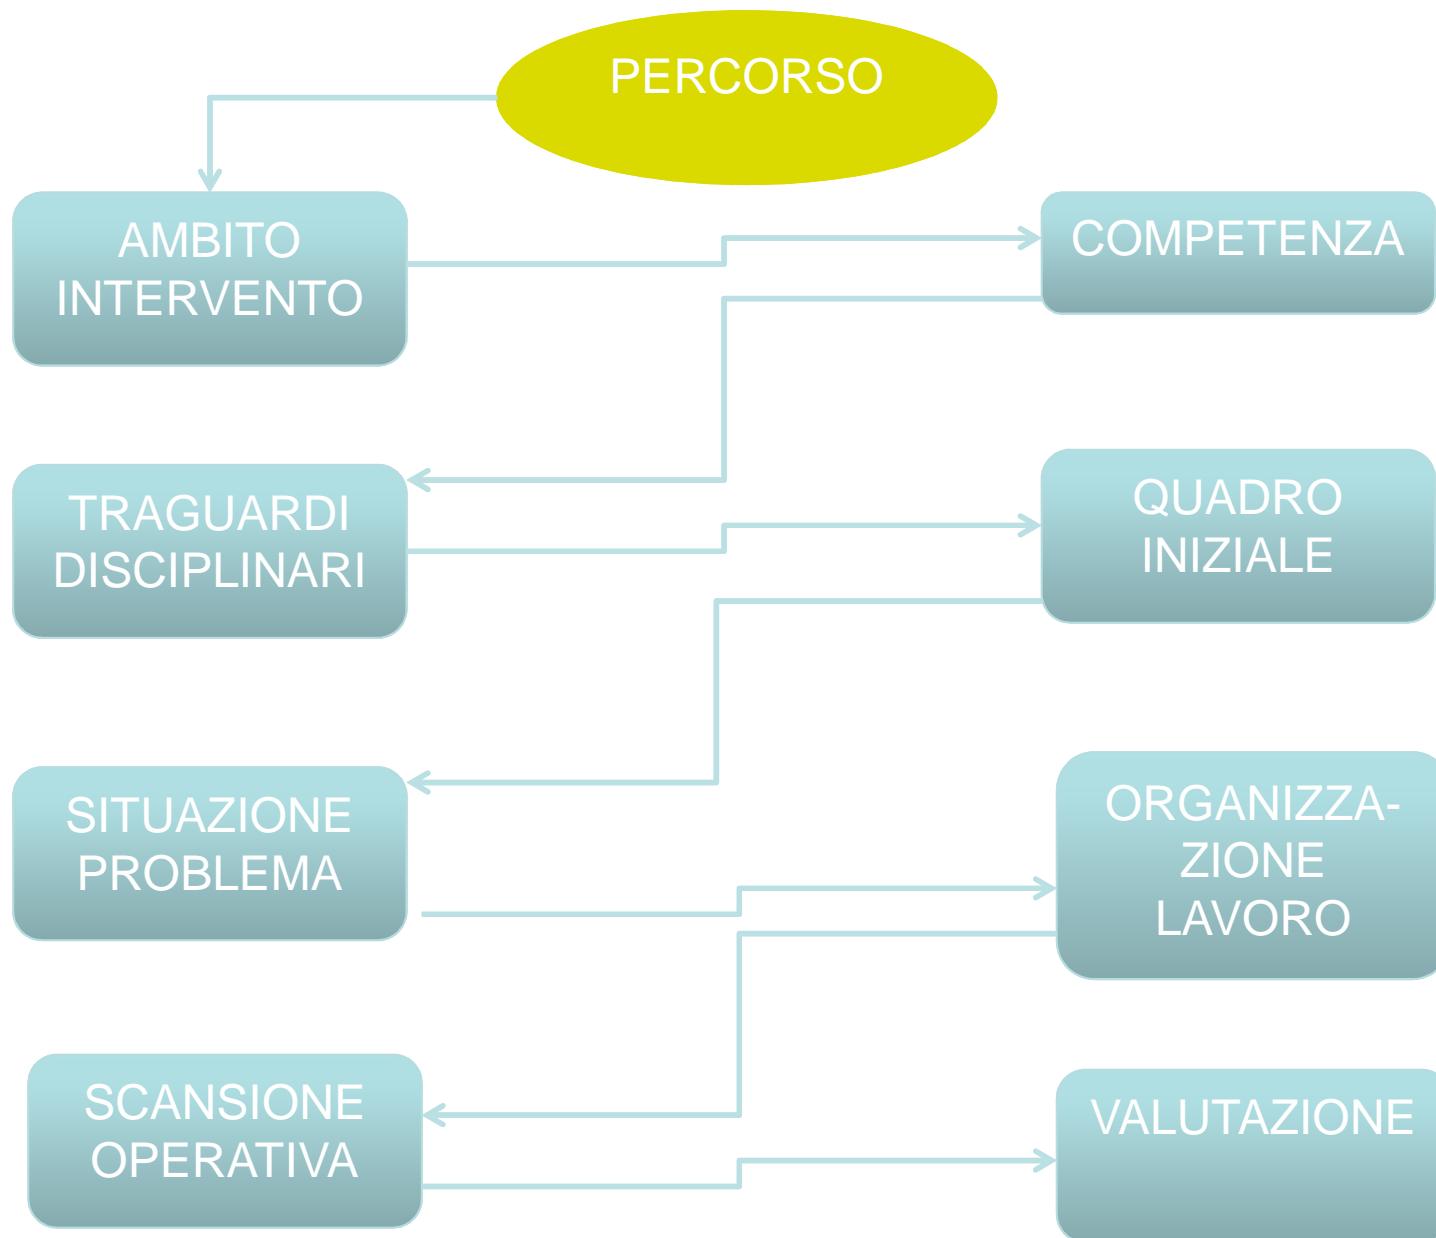 PERCORSO
AMBITO
INTERVENTO
COMPETENZA
TRAGUARDI
DISCIPLINARI
QUADRO
INIZIALE
SITUAZIONE
PROBLEMA
ORGANIZZA-
ZIONE
LAVORO
SCANSIONE
OPERATIVA
VALUTAZIONE